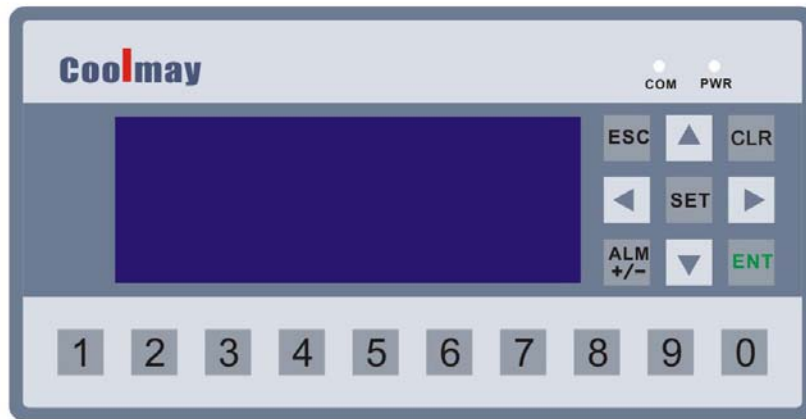 Coolmay
COM PWR
ESC CLR
SET
ALM
+/-
ENT
1 2 3 4 5 6 7 8 9 0